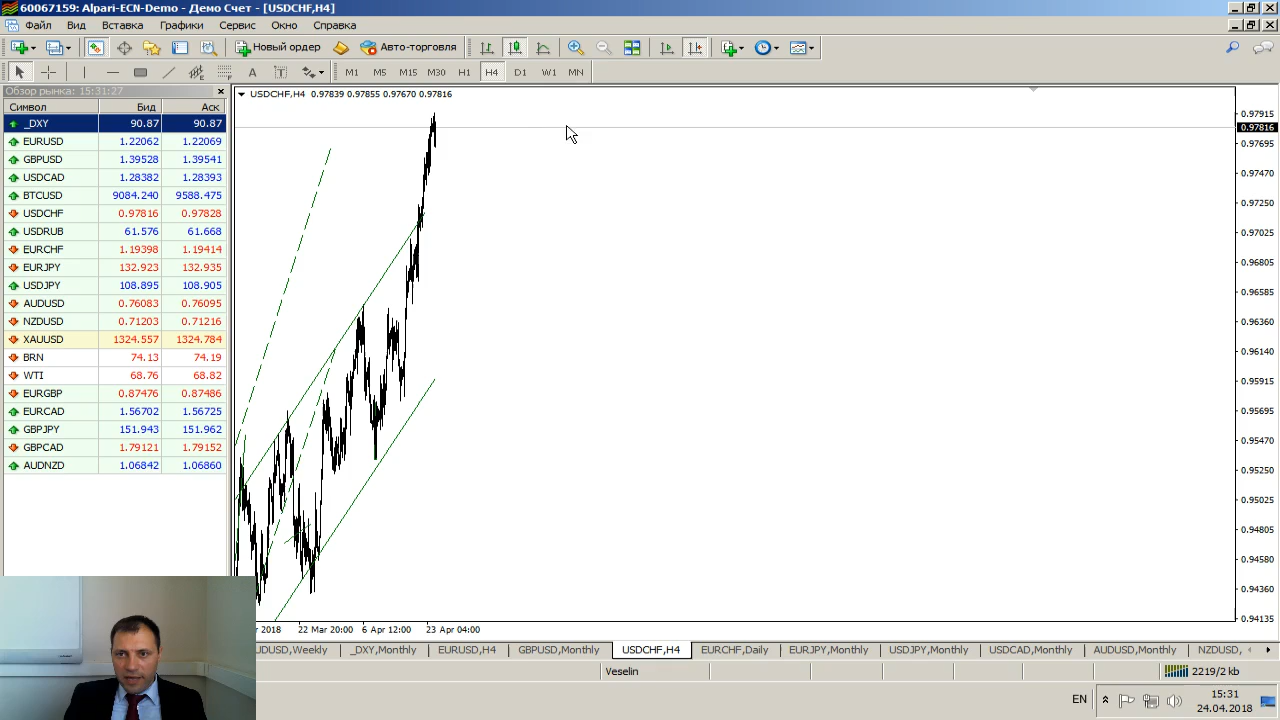 60067159: Alpari-ECN-Demo - Демо Счет - [USDCHF,H4]
Файл Вид Вставка Графики Сервис Окно Справка
Новый ордер Авто-торговля
A T M1 M5 M15 M30 H1 H4 D1 W1 MN
Обзор рынка: 15:31:27
Символ Бид Аск
_DXY 90.87 90.87
EURUSD 1.22062 1.22069
GBPUSD 1.39528 1.39541
USDCAD 1.28382 1.28393
BTCUSD 9084.240 9588.475
USDCHF 0.97816 0.97828
USDRUB 61.576 61.668
EURCHF 1.19398 1.19414
EURJPY 132.923 132.935
USDJPY 108.895 108.905
AUDUSD 0.76083 0.76095
NZDUSD 0.71203 0.71216
XAUUSD 1324.557 1324.784
BRN 74.13 74.19
WTI 68.76 68.82
EURGBP 0.87476 0.87486
EURCAD 1.56702 1.56725
GBPJPY 151.943 151.962
GBPCAD 1.79121 1.79152
AUDNZD 1.06842 1.06860
USDCHF,H4 0.97839 0.97855 0.97670 0.97816
0.97915
0.97816
0.97695
0.97470
0.97250
0.97025
0.96805
0.96585
0.96360
0.96140
0.95915
0.95695
0.95470
0.95250
0.95025
0.94805
0.94580
0.94360
0.94135
2018 22 Mar 20:00 6 Apr 12:00 23 Apr 04:00
DUSD,Weekly _DXY,Monthly EURUSD,H4 GBPUSD,Monthly USDCHF,H4 EURCHF,Daily EURJPY,Monthly USDJPY,Monthly USDCAD,Monthly AUDUSD,Monthly NZDUSD,
Veselin 2219/2 kb
EN 15:31
24.04.2018